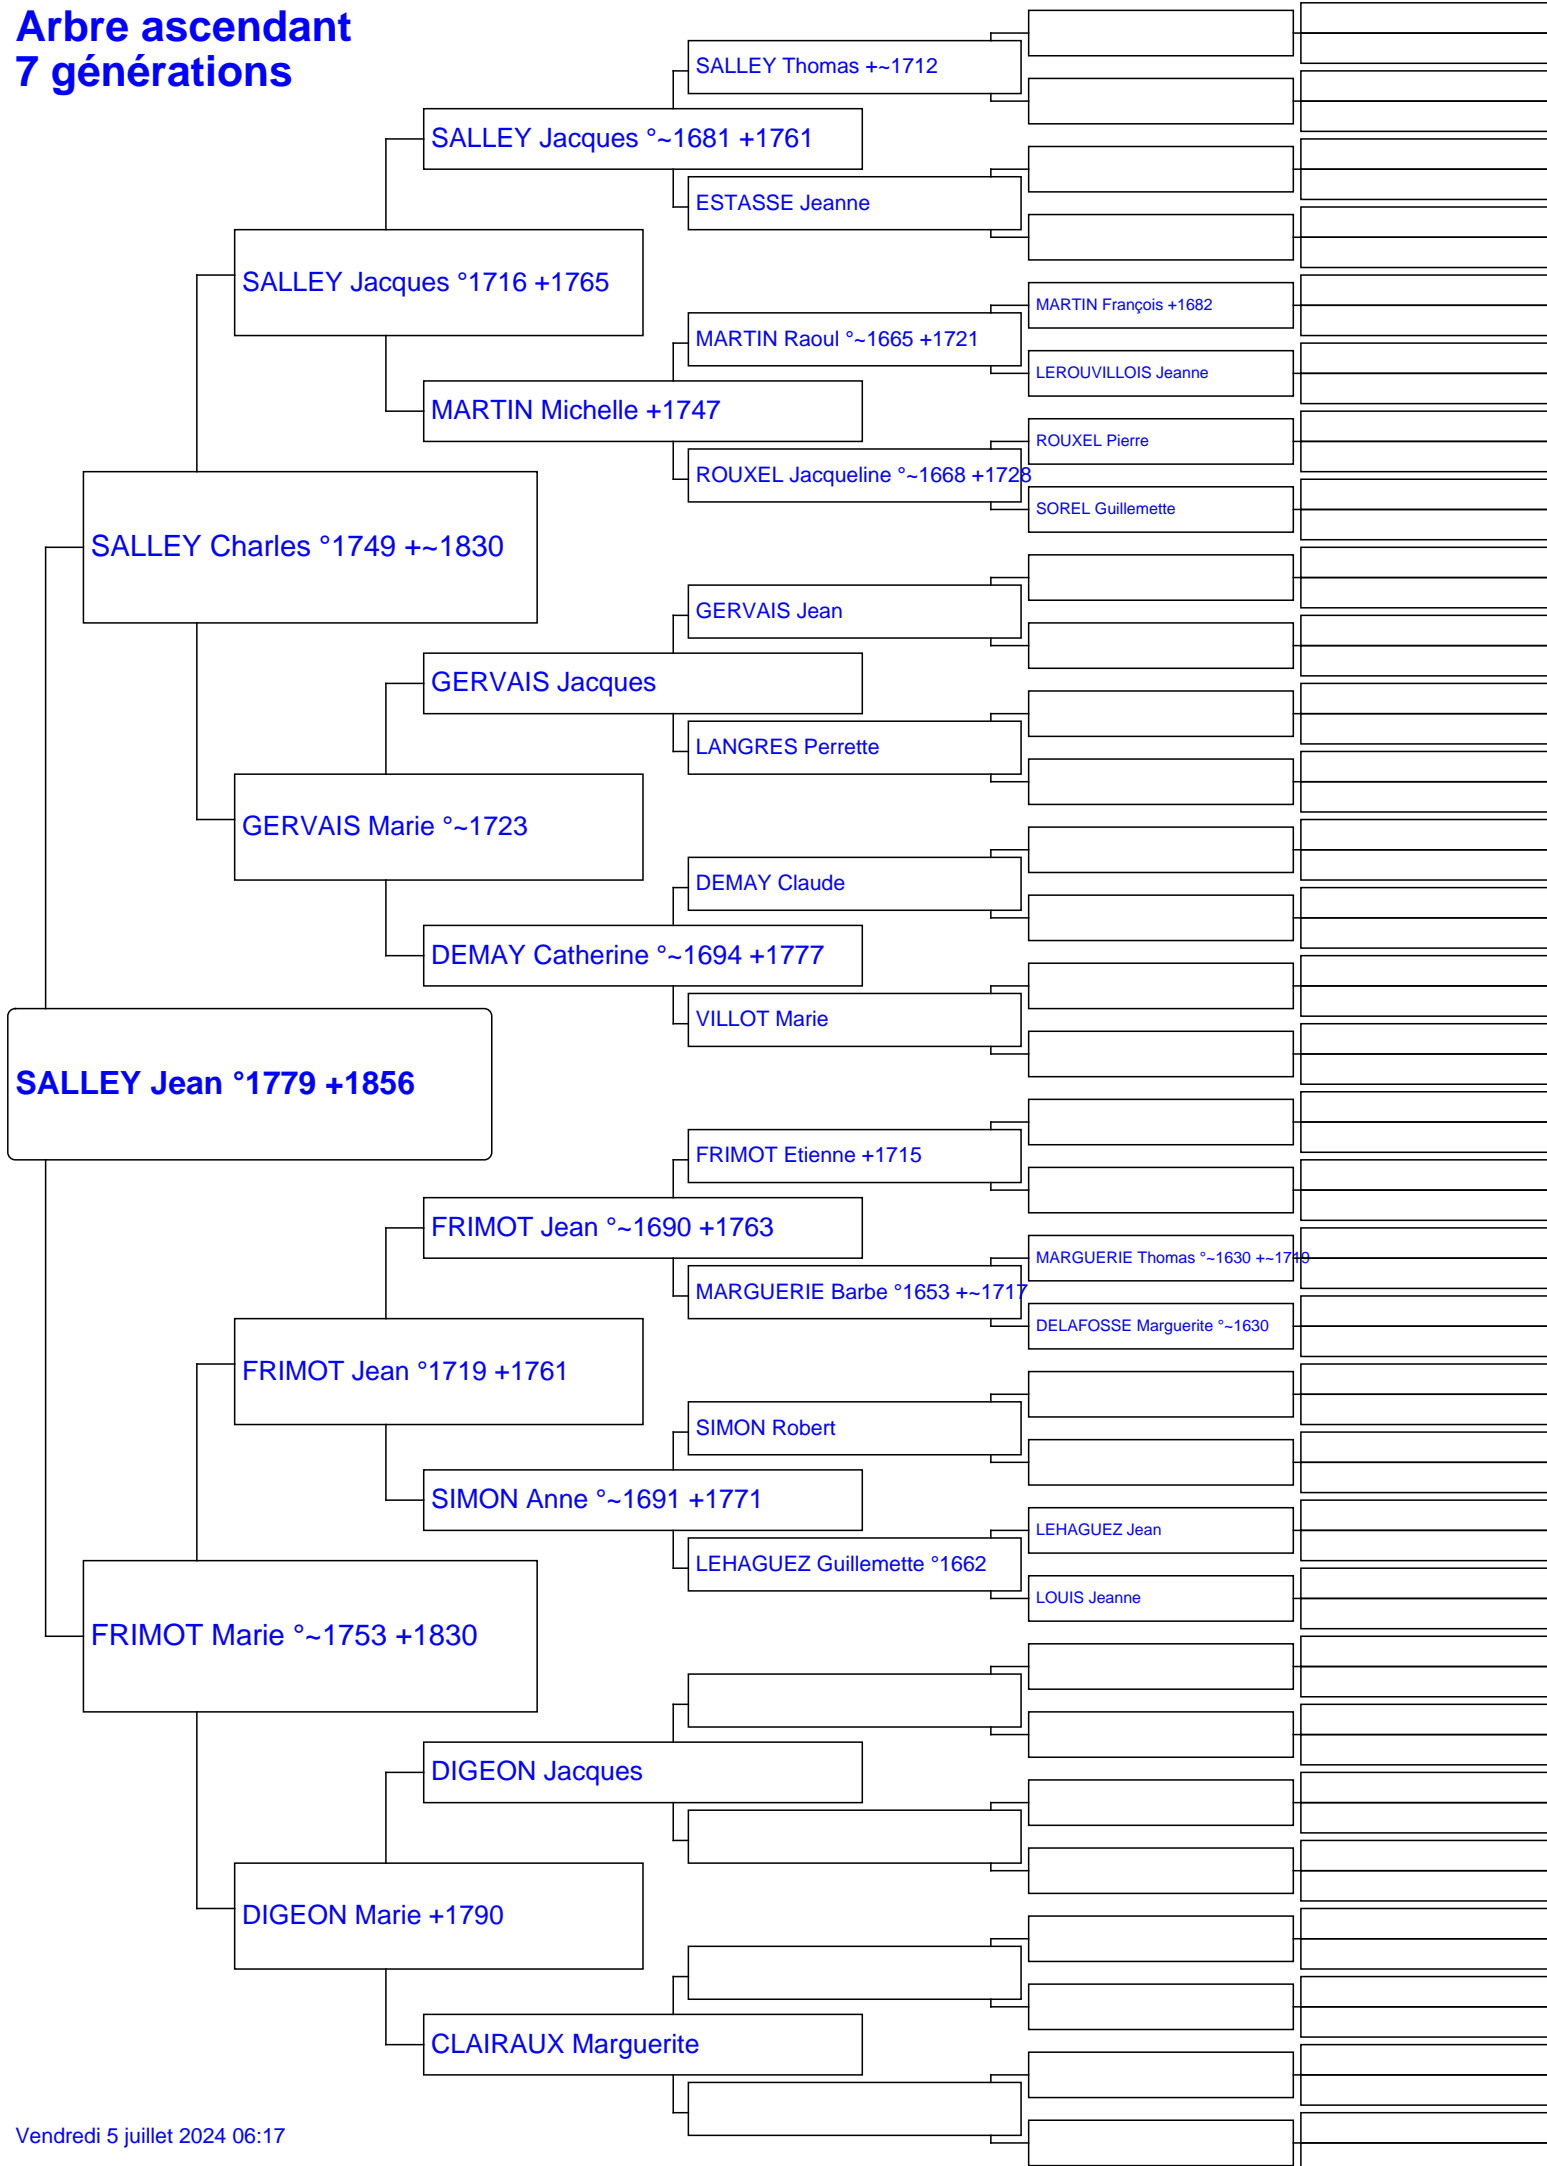 Arbre ascendant
7 générations
SALLEY Jean °1779 +1856
SALLEY Charles °1749 +~1830
FRIMOT Marie °~1753 +1830
SALLEY Jacques °1716 +1765
GERVAIS Marie °~1723
FRIMOT Jean °1719 +1761
DIGEON Marie +1790
SALLEY Jacques °~1681 +1761
MARTIN Michelle +1747
GERVAIS Jacques
DEMAY Catherine °~1694 +1777
FRIMOT Jean °~1690 +1763
SIMON Anne °~1691 +1771
DIGEON Jacques
CLAIRAUX Marguerite
SALLEY Thomas +~1712
ESTASSE Jeanne
MARTIN Raoul °~1665 +1721
ROUXEL Jacqueline °~1668 +1728
GERVAIS Jean
LANGRES Perrette
DEMAY Claude
VILLOT Marie
FRIMOT Etienne +1715
MARGUERIE Barbe °1653 +~1717
SIMON Robert
LEHAGUEZ Guillemette °1662
MARTIN François +1682
LEROUVILLOIS Jeanne
ROUXEL Pierre
SOREL Guillemette
MARGUERIE Thomas °~1630 +~1719
DELAFOSSE Marguerite °~1630
LEHAGUEZ Jean
LOUIS Jeanne
Vendredi 5 juillet 2024 06:17